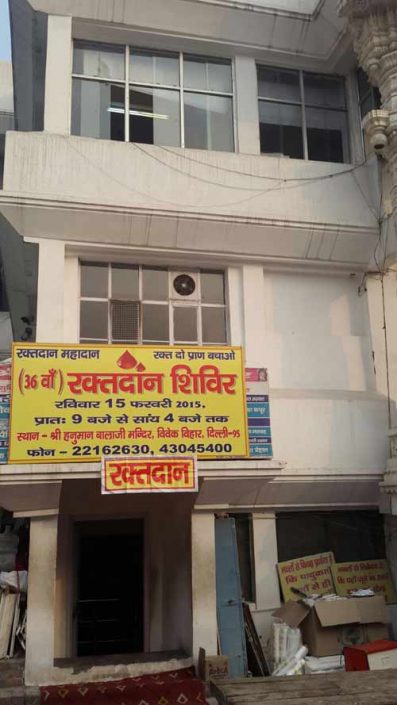 रक्तदान महादान रक्त दो प्राण बचाओ
(36 वाँ) रक्तदान शिविर
रविवार 15 फरवरी 2015.
प्रातः 9 बजे से सांय 4 बजे तक
स्थान - श्री हनुमान बालाजी मन्दिर, विवेक विहार, दिल्ली-95
फोन - 22162630, 43045400
रक्तदान